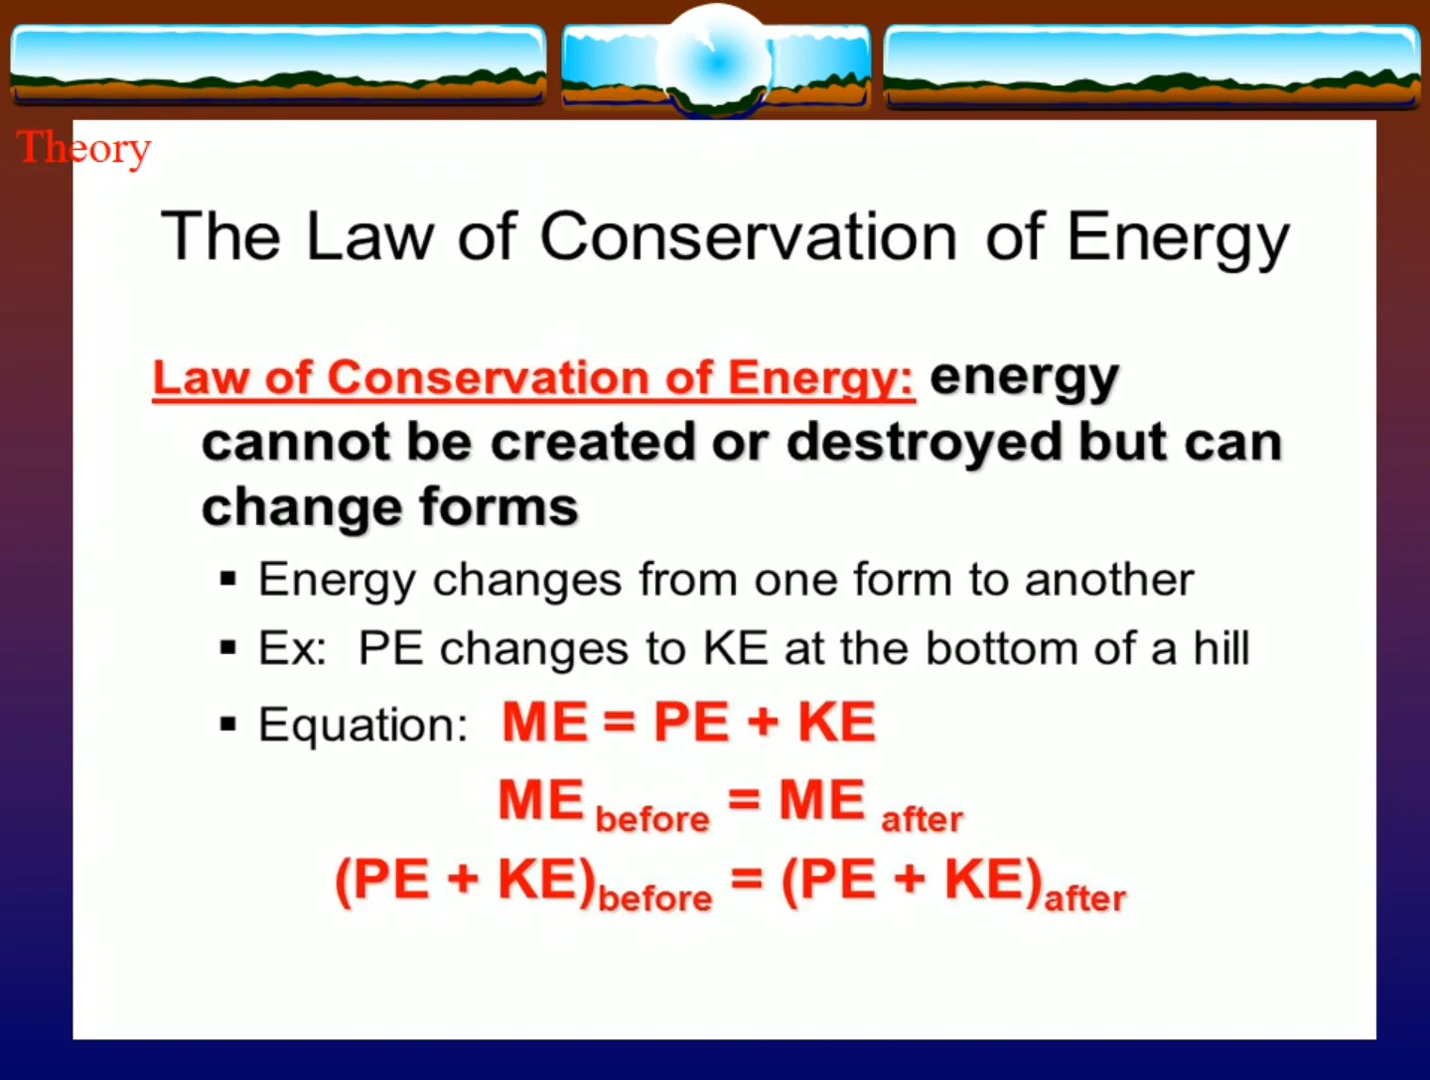 Theory
The Law of Conservation of Energy
Law of Conservation of Energy: energy
cannot be created or destroyed but can
change forms
▪ Energy changes from one form to another
▪ Ex: PE changes to KE at the bottom of a hill
▪ Equation: ME = PE + KE
ME before = ME after
(PE + KE)before = (PE + KE)after